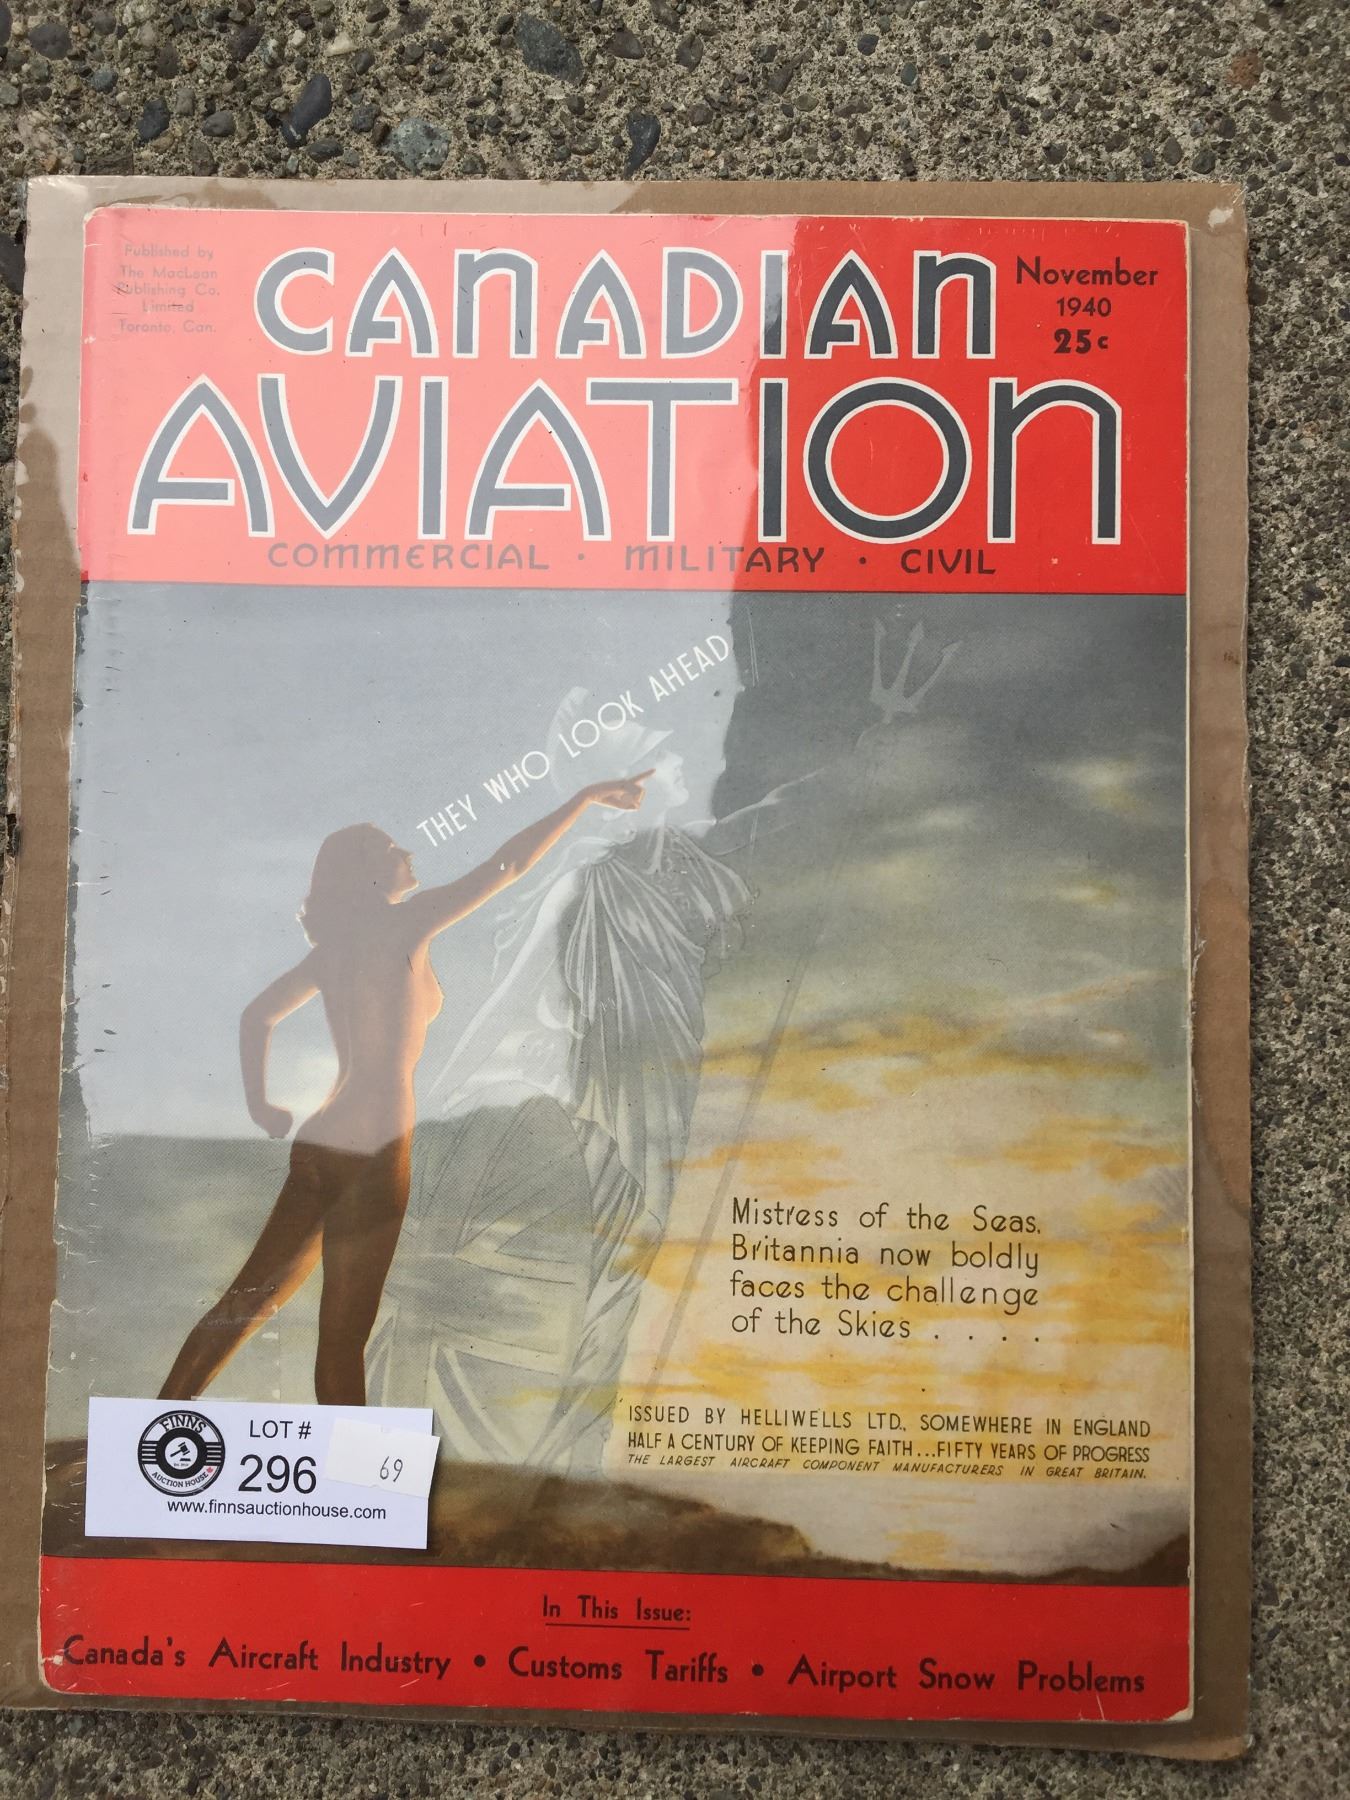 Published by
The MacLean
Publishing Co.
Limited
Toronto, Can.
CANADIAN
November
1940
25c
AVIATION
COMMERCIAL · MILITARY · CIVIL
THEY WHO LOOK AHEAD
Mistress of the Seas,
Britannia now boldly
faces the challenge
of the Skies . . . .
ISSUED BY HELLIWELLS LTD., SOMEWHERE IN ENGLAND
HALF A CENTURY OF KEEPING FAITH...FIFTY YEARS OF PROGRESS
THE LARGEST AIRCRAFT COMPONENT MANUFACTURERS IN GREAT BRITAIN.
FINNS
AUCTION HOUSE
LOT #
296
69
www.finnsauctionhouse.com
In This Issue:
Canada's Aircraft Industry • Customs Tariffs • Airport Snow Problems